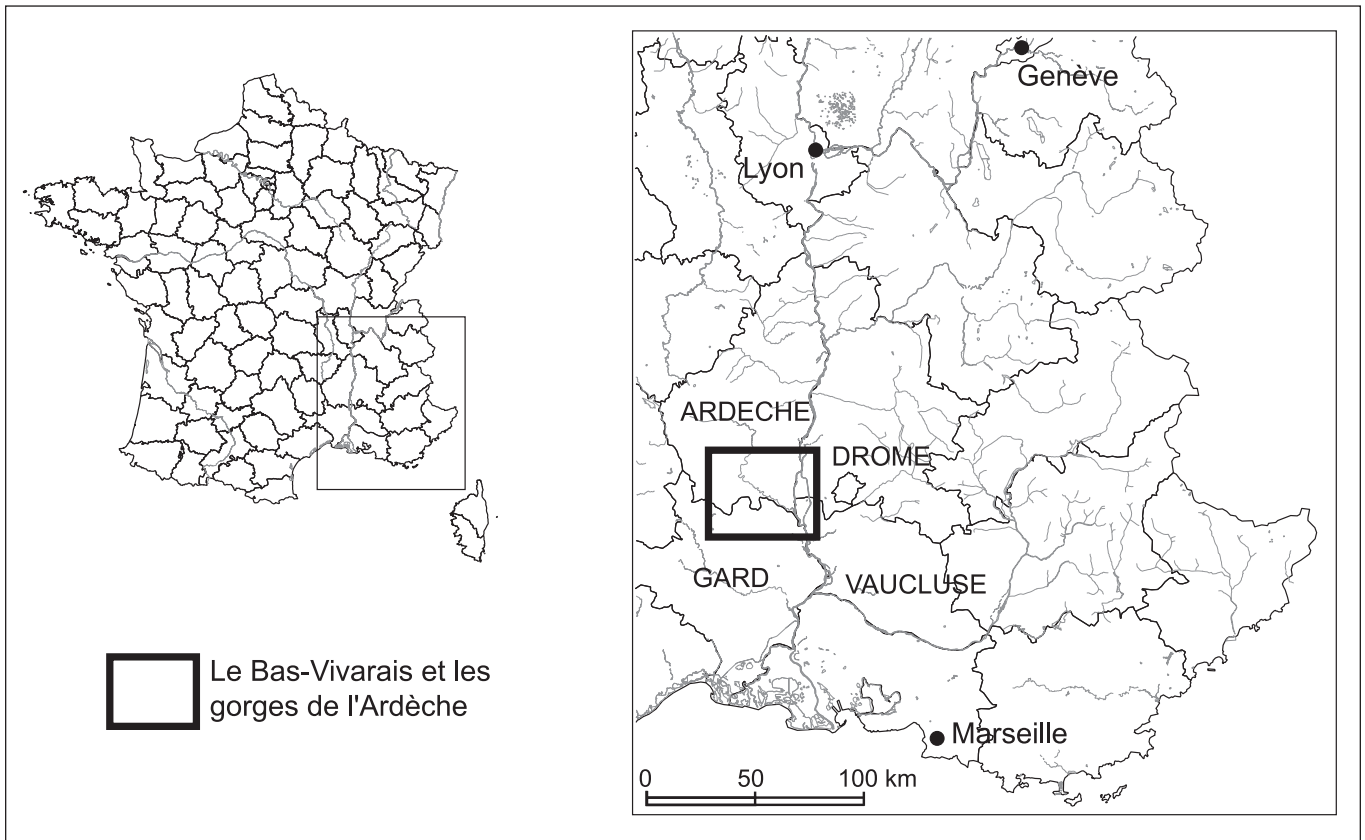 Genève
Lyon
ARDECHE
DROME
GARD
VAUCLUSE
Le Bas-Vivarais et les
gorges de l'Ardèche
Marseille
0 50 100 km